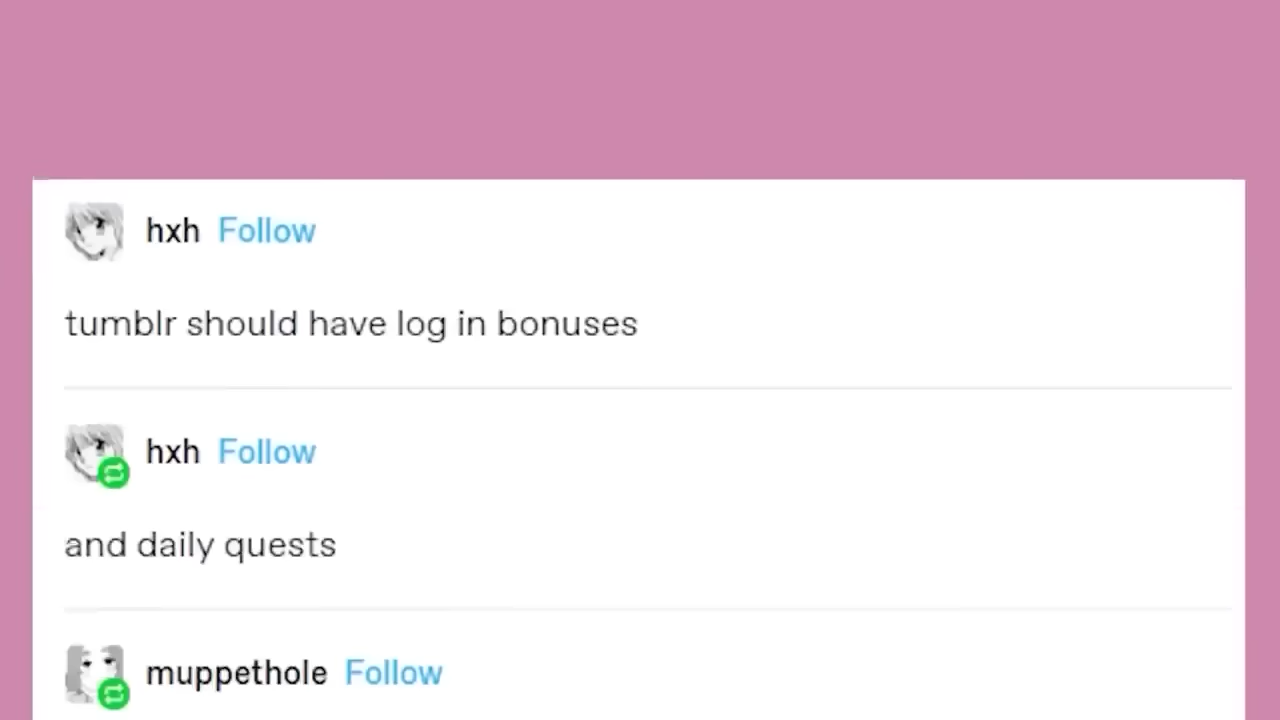 hxh Follow
tumblr should have log in bonuses
hxh Follow
and daily quests
muppethole Follow